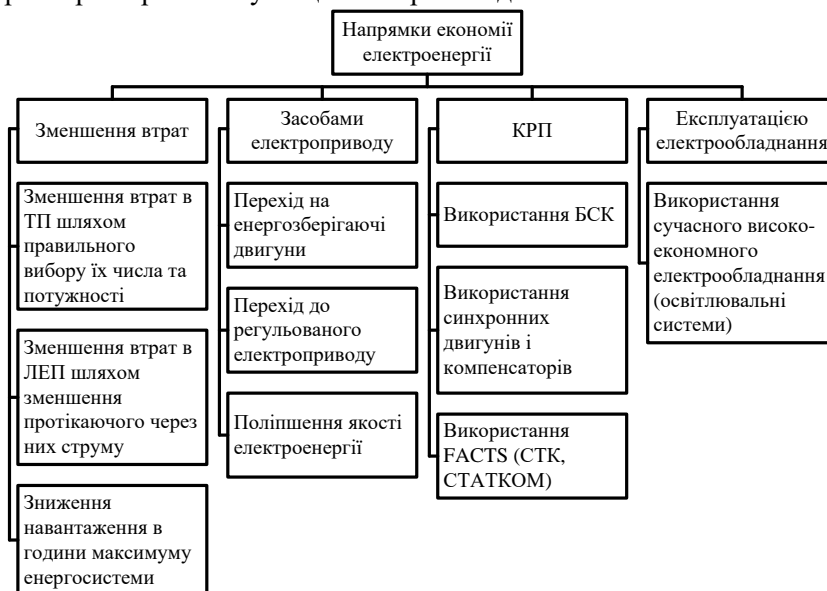 Напрямки економії
електроенергії
Зменшення втрат
Засобами
електроприводу
КРП
Експлуатацією
електрообладнання
Зменшення втрат в
ТП шляхом
правильного
вибору їх числа та
потужності
Зменшення втрат в
ЛЕП шляхом
зменшення
протікаючого через
них струму
Зниження
навантаження в
години максимуму
енергосистеми
Перехід на
енергозберігаючі
двигуни
Перехід до
регульованого
електроприводу
Поліпшення якості
електроенергії
Використання БСК
Використання
синхронних
двигунів і
компенсаторів
Використання
FACTS (СТК,
СТАТКОМ)
Використання
сучасного високо-
економного
електрообладнання
(освітлювальні
системи)